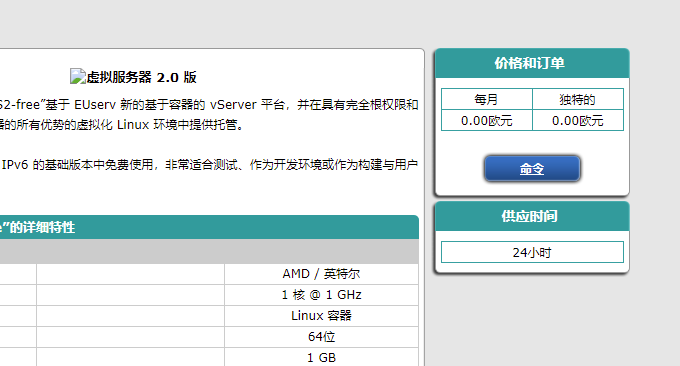 虚拟服务器 2.0 版
S2-free”基于 EUserv 新的基于容器的 vServer 平台，并在具有完全根权限和
器的所有优势的虚拟化 Linux 环境中提供托管。
IPv6 的基础版本中免费使用，非常适合测试、作为开发环境或作为构建与用户
e”的详细特性
AMD / 英特尔
1 核 @ 1 GHz
Linux 容器
64位
1 GB
价格和订单
每月 独特的
0.00欧元 0.00欧元
命令
供应时间
24小时